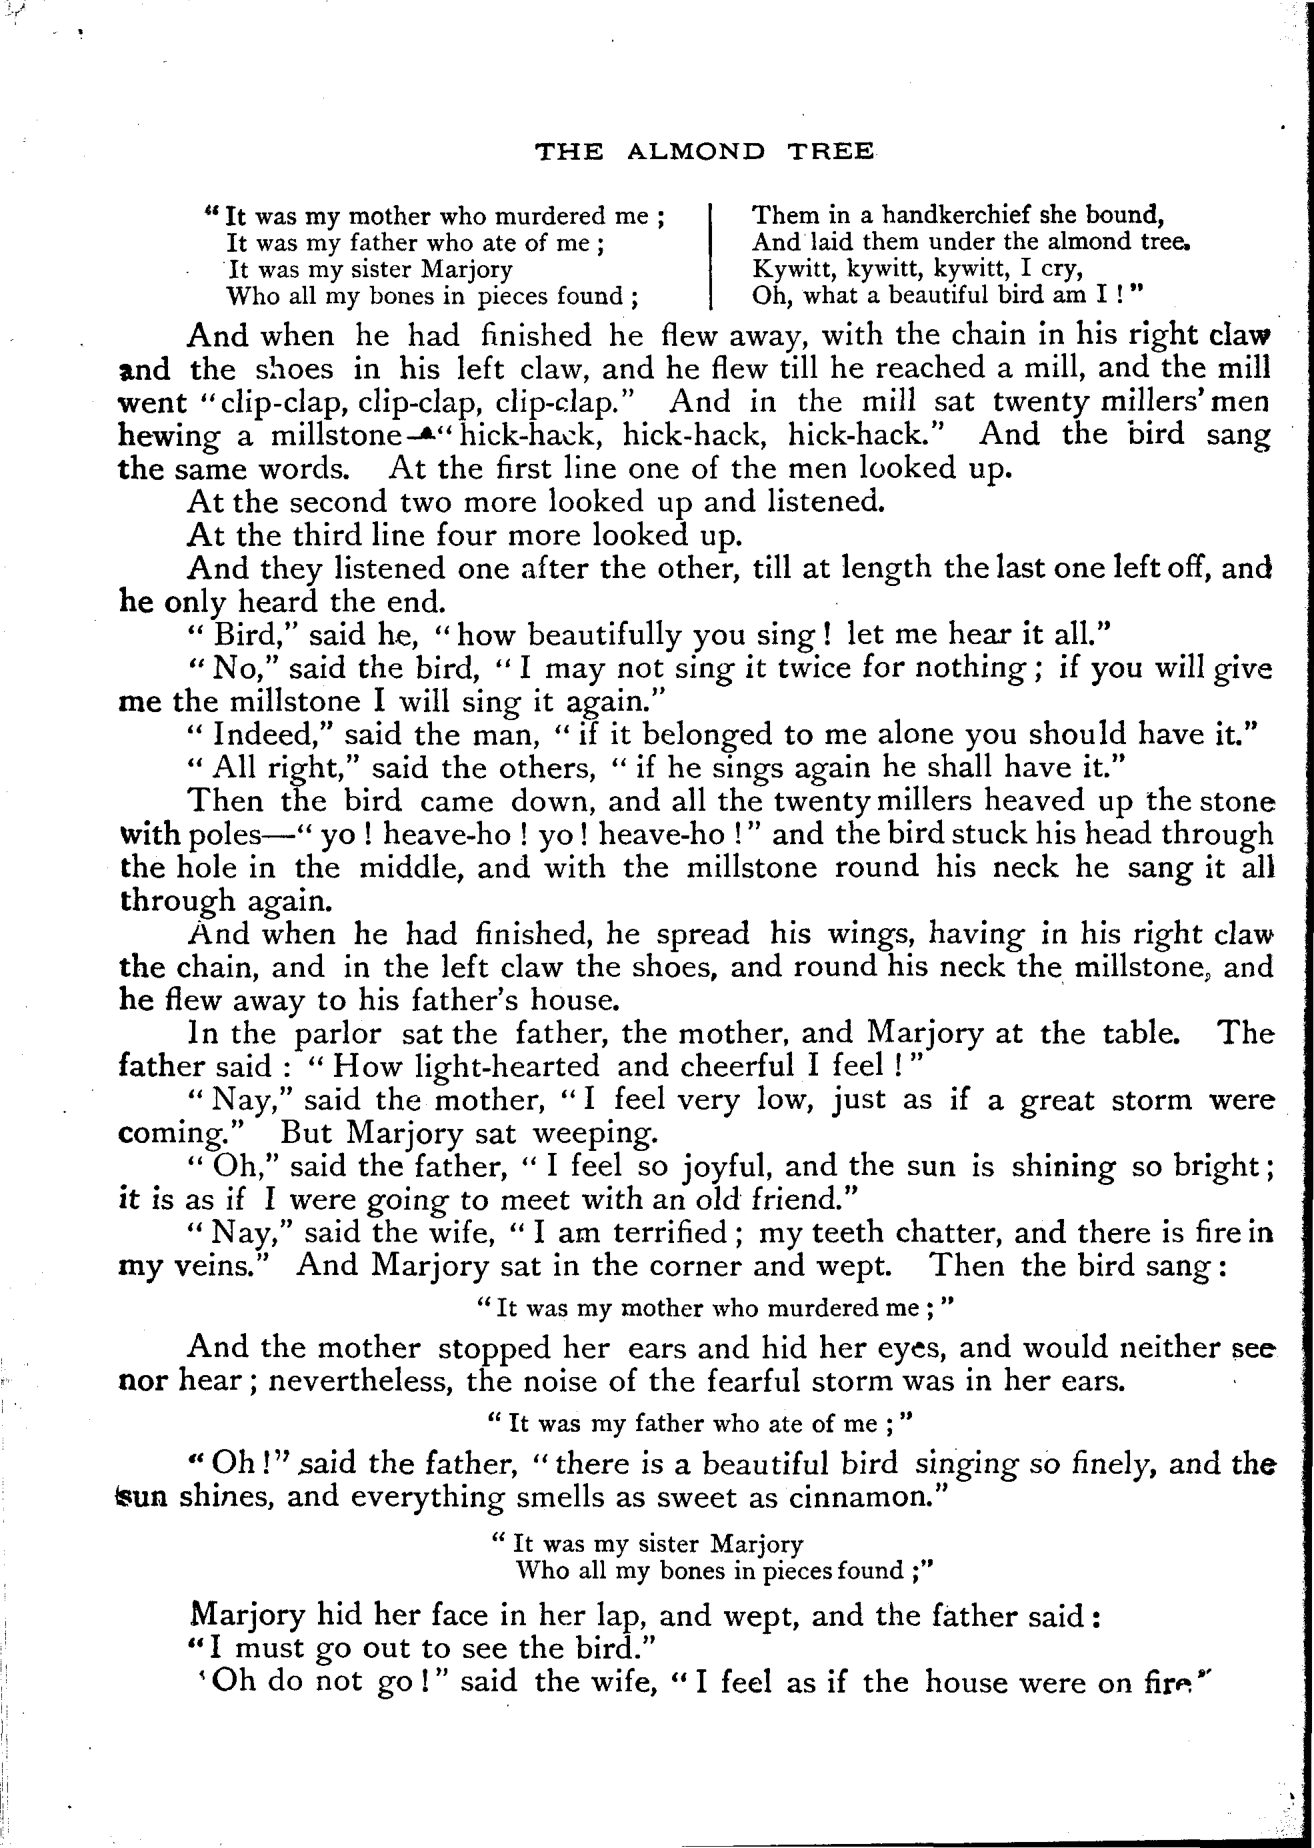 THE ALMOND TREE
“It was my mother who murdered me ;
It was my father who ate of me ;
It was my sister Marjory
Who all my bones in pieces found ;
Them in a handkerchief she bound,
And laid them under the almond tree.
Kywitt, kywitt, kywitt, I cry,
Oh, what a beautiful bird am I ! ”
And when he had finished he flew away, with the chain in his right claw
and the shoes in his left claw, and he flew till he reached a mill, and the mill
went “clip-clap, clip-clap, clip-clap.” And in the mill sat twenty millers’ men
hewing a millstone—“hick-hack, hick-hack, hick-hack.” And the bird sang
the same words. At the first line one of the men looked up.
At the second two more looked up and listened.
At the third line four more looked up.
And they listened one after the other, till at length the last one left off, and
he only heard the end.
“Bird,” said he, “how beautifully you sing ! let me hear it all.”
“No,” said the bird, “I may not sing it twice for nothing ; if you will give
me the millstone I will sing it again.”
“Indeed,” said the man, “if it belonged to me alone you should have it.”
“All right,” said the others, “if he sings again he shall have it.”
Then the bird came down, and all the twenty millers heaved up the stone
with poles—“yo ! heave-ho ! yo ! heave-ho !” and the bird stuck his head through
the hole in the middle, and with the millstone round his neck he sang it all
through again.
And when he had finished, he spread his wings, having in his right claw
the chain, and in the left claw the shoes, and round his neck the millstone, and
he flew away to his father’s house.
In the parlor sat the father, the mother, and Marjory at the table. The
father said : “How light-hearted and cheerful I feel !”
“Nay,” said the mother, “I feel very low, just as if a great storm were
coming.” But Marjory sat weeping.
“Oh,” said the father, “I feel so joyful, and the sun is shining so bright ;
it is as if I were going to meet with an old friend.”
“Nay,” said the wife, “I am terrified ; my teeth chatter, and there is fire in
my veins.” And Marjory sat in the corner and wept. Then the bird sang :
“It was my mother who murdered me ;”
And the mother stopped her ears and hid her eyes, and would neither see
nor hear ; nevertheless, the noise of the fearful storm was in her ears.
“It was my father who ate of me ;”
“Oh !” said the father, “there is a beautiful bird singing so finely, and the
sun shines, and everything smells as sweet as cinnamon.”
“It was my sister Marjory
Who all my bones in pieces found ;”
Marjory hid her face in her lap, and wept, and the father said :
“I must go out to see the bird.”
‘Oh do not go !” said the wife, “I feel as if the house were on fire”